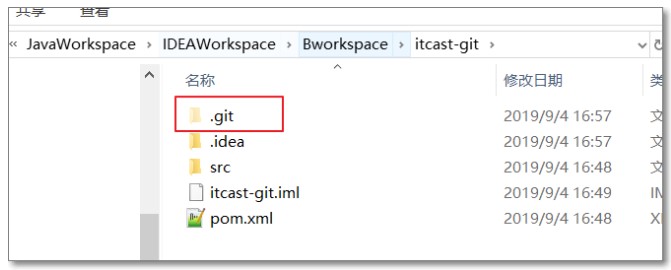 共享 查看
« JavaWorkspace › IDEAWorkspace › Bworkspace › itcast-git ›
名称 修改日期 类
.git 2019/9/4 16:57 文
.idea 2019/9/4 16:57 文
src 2019/9/4 16:48 文
itcast-git.iml 2019/9/4 16:49 IM
pom.xml 2019/9/4 16:48 XM